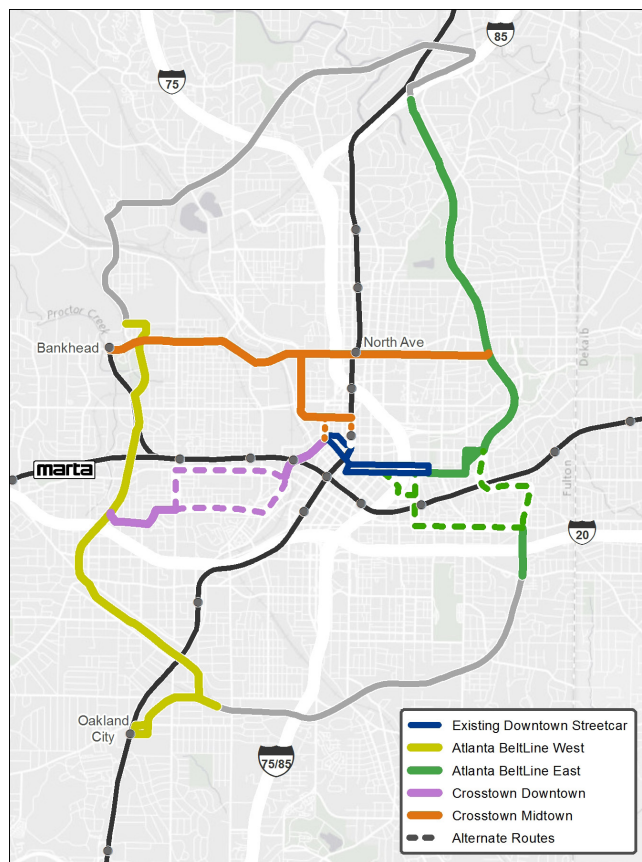 85
75
Proctor Creek
Bankhead
North Ave
Dekalb
marta
Fulton
20
Oakland
City
75/85
Existing Downtown Streetcar
Atlanta BeltLine West
Atlanta BeltLine East
Crosstown Downtown
Crosstown Midtown
Alternate Routes